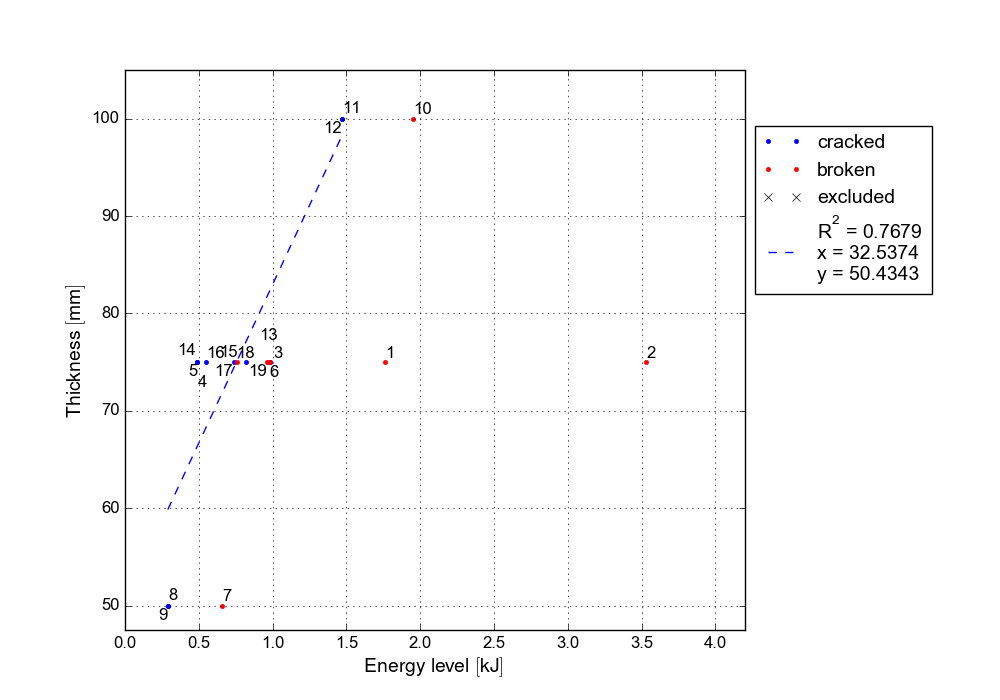 11
10
100
12
cracked
broken
excluded
R² = 0.7679
x = 32.5374
y = 50.4343
90
80
13
14 16 15 18 3 1 2
5 17 19 6
4
70
60
8 7
50
9
0.0 0.5 1.0 1.5 2.0 2.5 3.0 3.5 4.0
Energy level [kJ]
Thickness [mm]